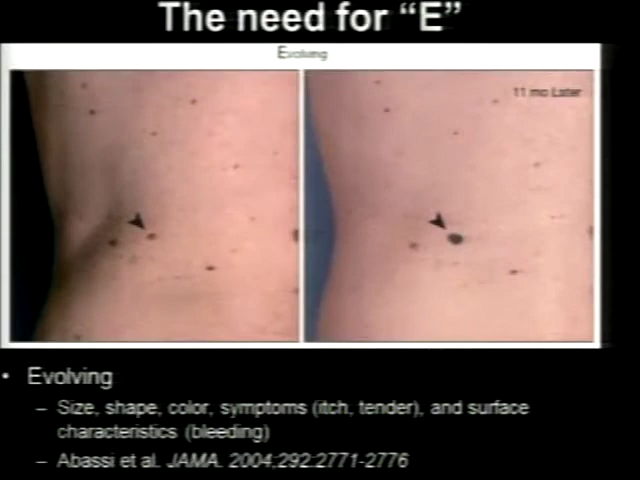 The need for “E”
Evolving
11 mo Later
• Evolving
– Size, shape, color, symptoms (itch, tender), and surface
characteristics (bleeding)
– Abassi et al. JAMA. 2004;292:2771-2776